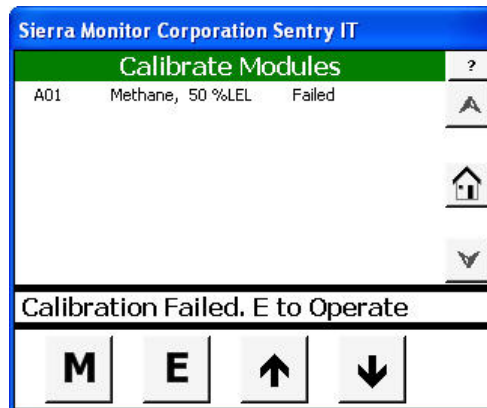 Sierra Monitor Corporation Sentry IT
Calibrate Modules
?
A01 Methane, 50 %LEL Failed
Calibration Failed. E to Operate
M E